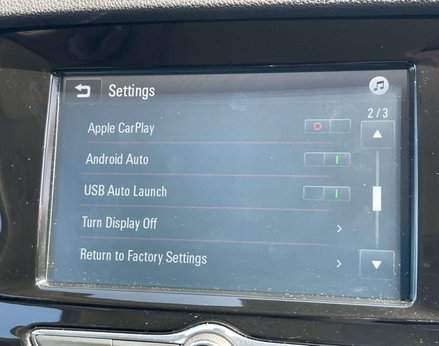 Settings
2/3
Apple CarPlay
Android Auto
USB Auto Launch
Turn Display Off
Return to Factory Settings